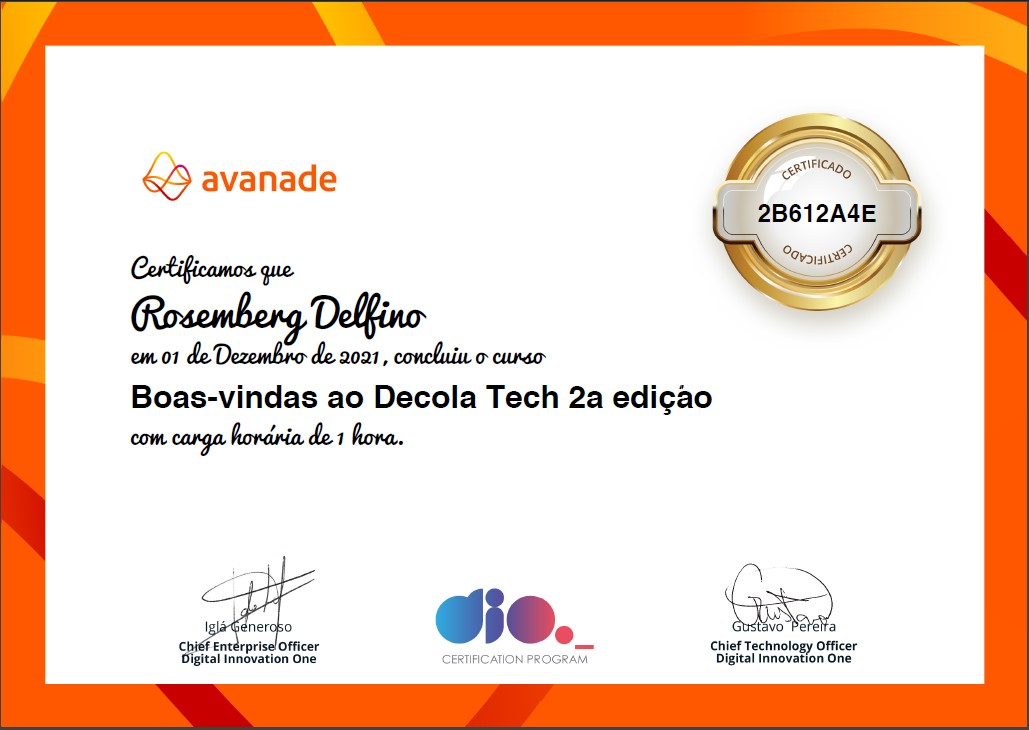 avanade
CERTIFICADO
2B612A4E
CERTIFICADO
Certificamos que
Rosemberg Delfino
em 01 de Dezembro de 2021, concluiu o curso
Boas-vindas ao Decola Tech 2a edição
com carga horária de 1 hora.
Iglá Generoso
Chief Enterprise Officer
Digital Innovation One
dio._
CERTIFICATION PROGRAM
Gustavo Pereira
Chief Technology Officer
Digital Innovation One